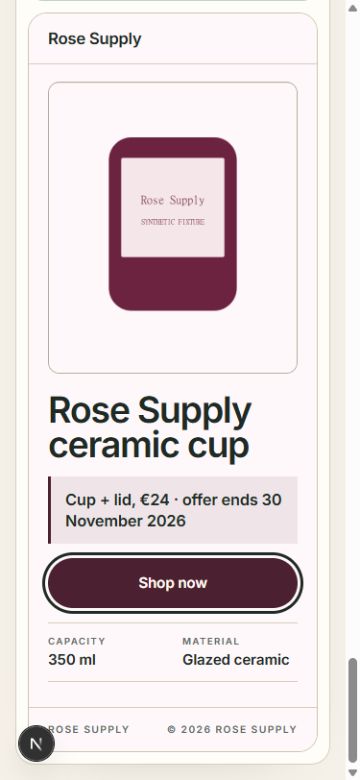 Rose Supply
Rose Supply
SYNTHETIC FIXTURE
Rose Supply
ceramic cup
Cup + lid, €24 · offer ends 30
November 2026
Shop now
CAPACITY
350 ml
MATERIAL
Glazed ceramic
N
ROSE SUPPLY
© 2026 ROSE SUPPLY